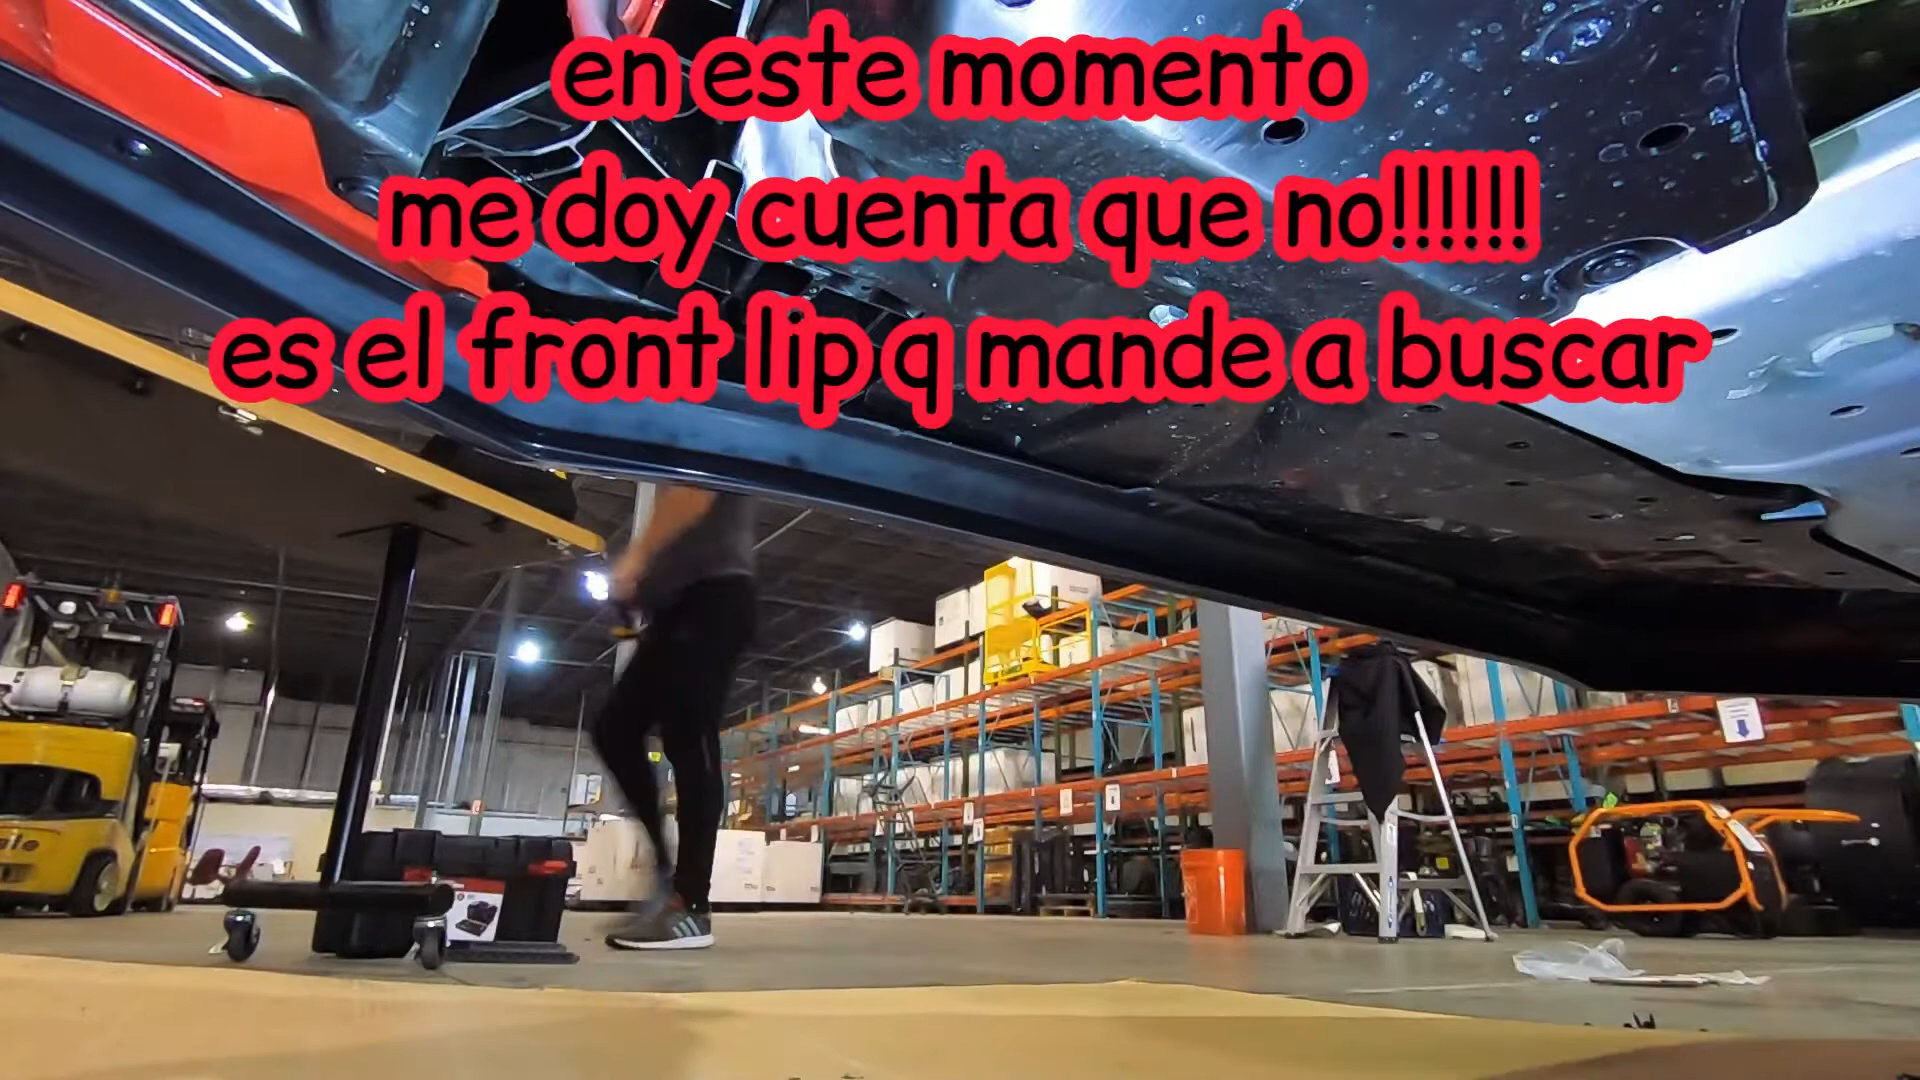 en este momento
me doy cuenta que no!!!!!!
es el front lip q mande a buscar